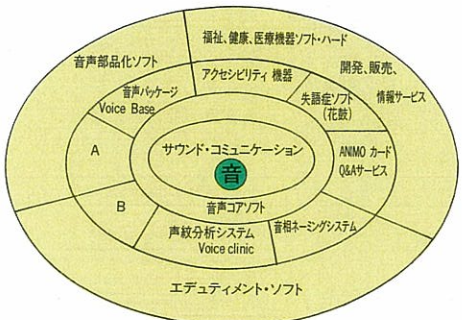 福祉、健康、医療機器ソフト・ハード
音声部品化ソフト
開発、販売、
情報サービス
アクセシビリティ 機器
音声パッケージ
Voice Base
失語症ソフト
(花鼓)
A
サウンド・コミュニケーション
音
ANIMO カード
Q&Aサービス
B
音声コアソフト
声紋分析システム
Voice clinic
音相ネーミングシステム
エデュティメント・ソフト